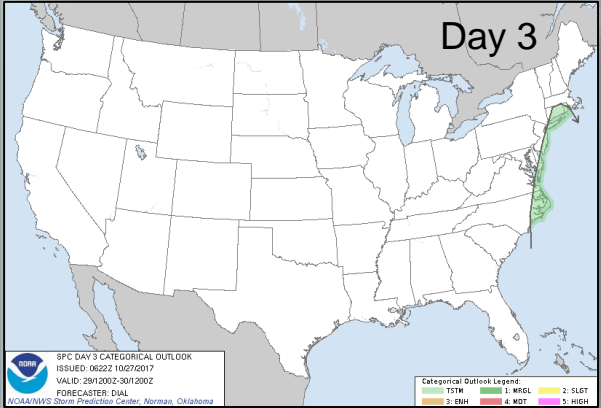 Day 3
NOAA
SPC DAY 3 CATEGORICAL OUTLOOK
ISSUED: 0622Z 10/27/2017
VALID: 29/1200Z-30/1200Z
FORECASTER: DIAL
NOAA/NWS Storm Prediction Center, Norman, Oklahoma
Categorical Outlook Legend:
TSTM 1: MRGL 2: SLGT
3: ENH 4: MDT 5: HIGH